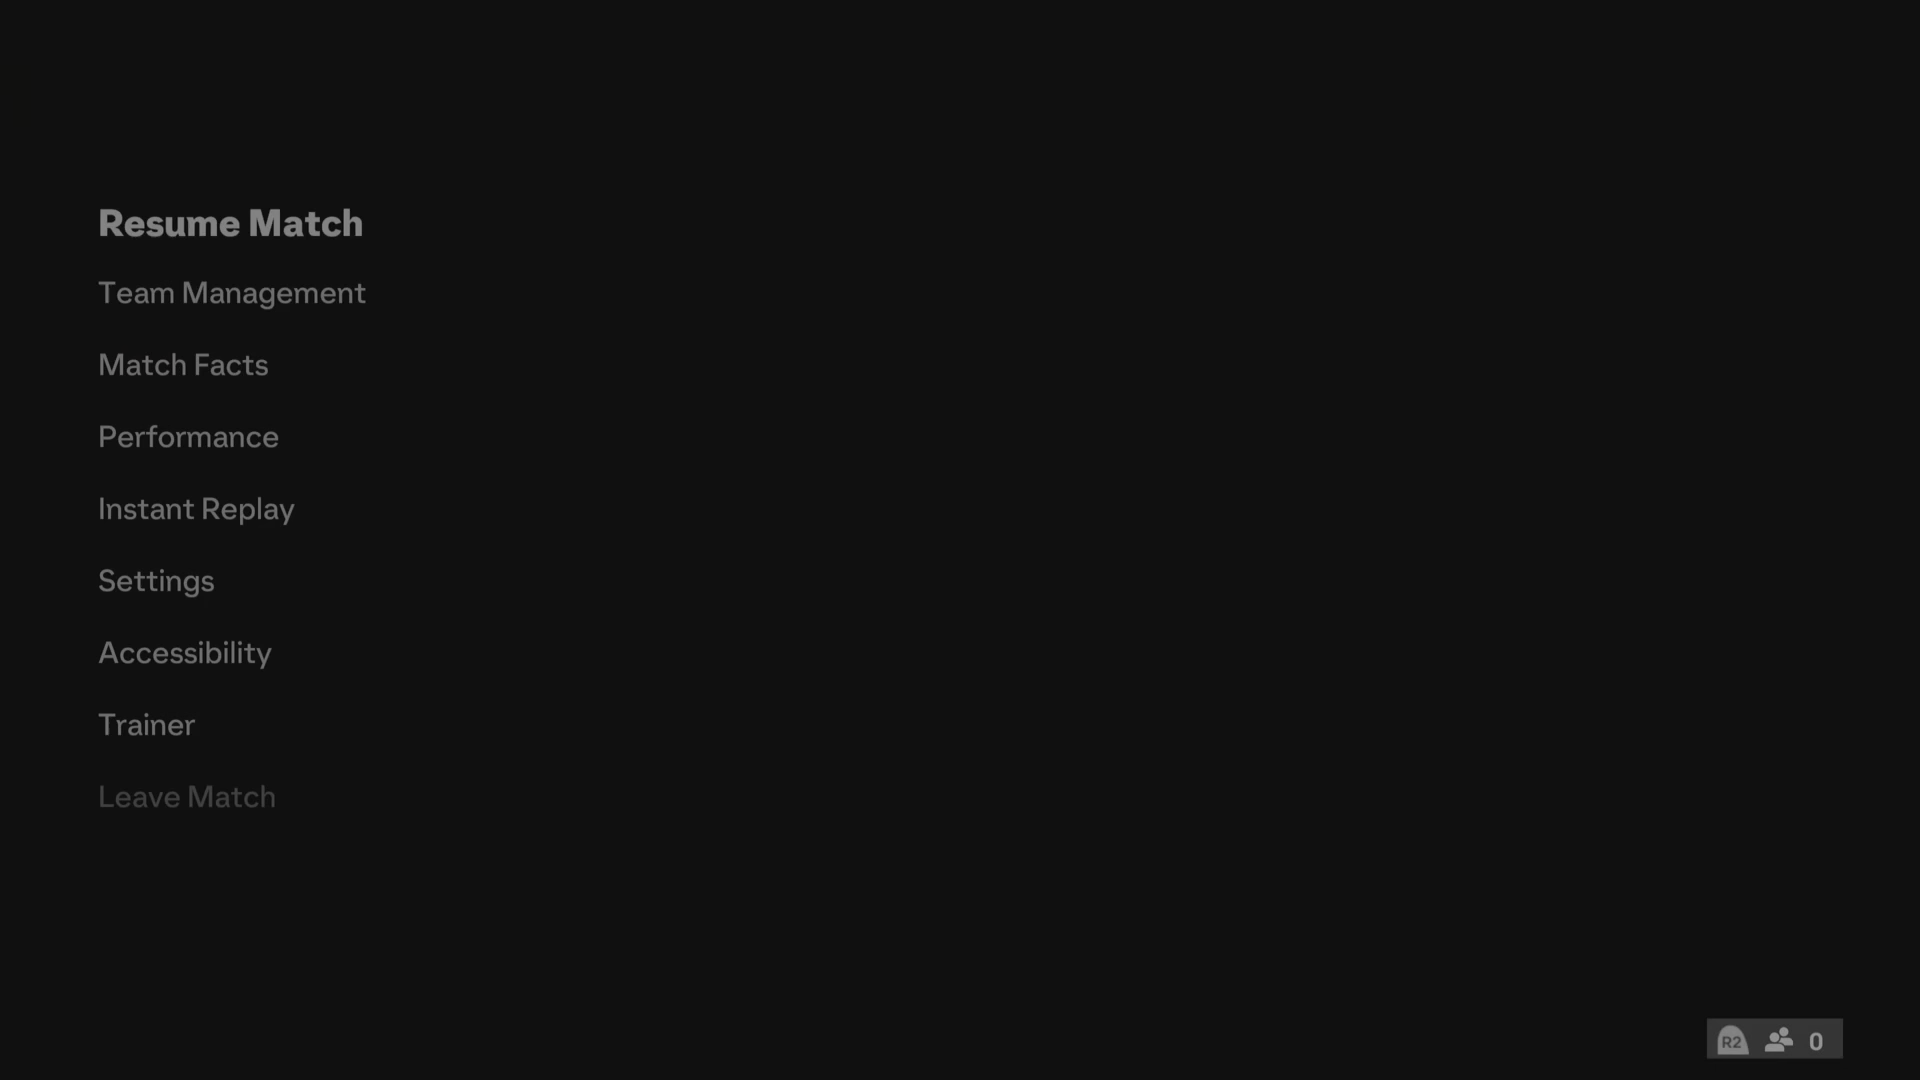 Resume Match
Team Management
Match Facts
Performance
Instant Replay
Settings
Accessibility
Trainer
Leave Match
R2 0